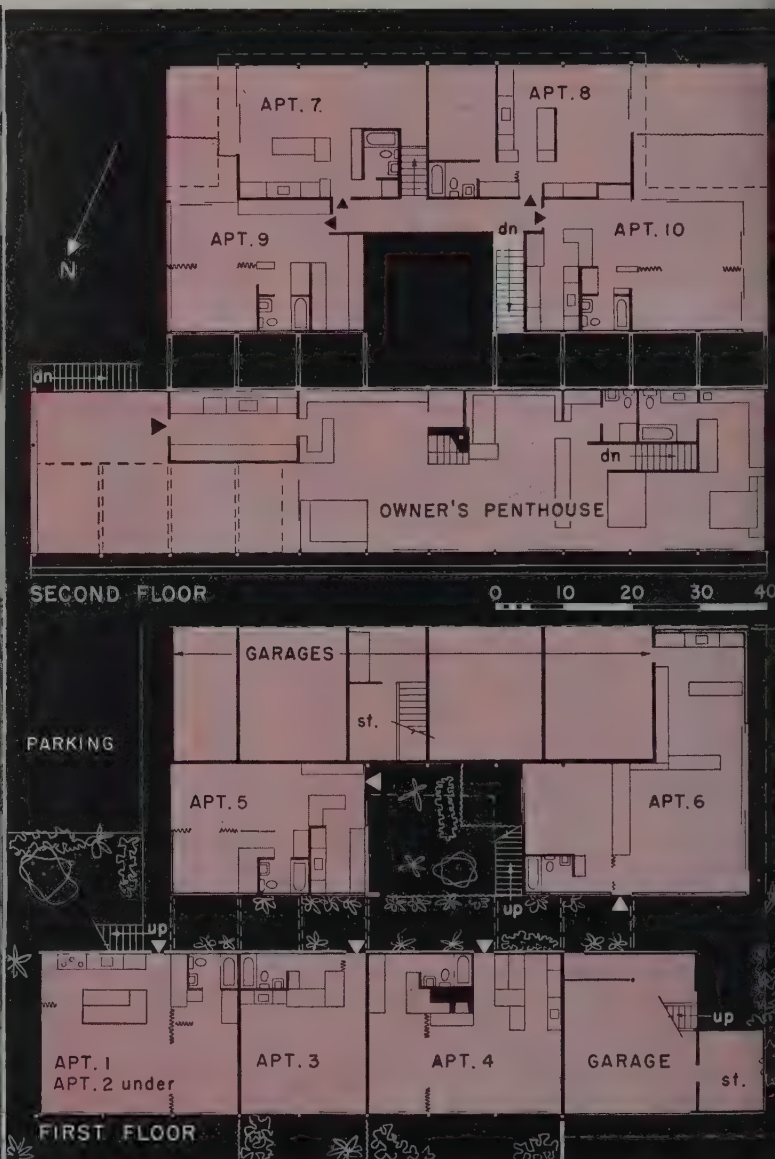 APT. 7
APT. 8
dn
APT. 9
APT. 10
N
dn
dn
OWNER'S PENTHOUSE
SECOND FLOOR
0 10 20 30 40
GARAGES
st.
PARKING
APT. 5
APT. 6
up
up
up
APT. 1
APT. 2 under
APT. 3
APT. 4
GARAGE
st.
FIRST FLOOR